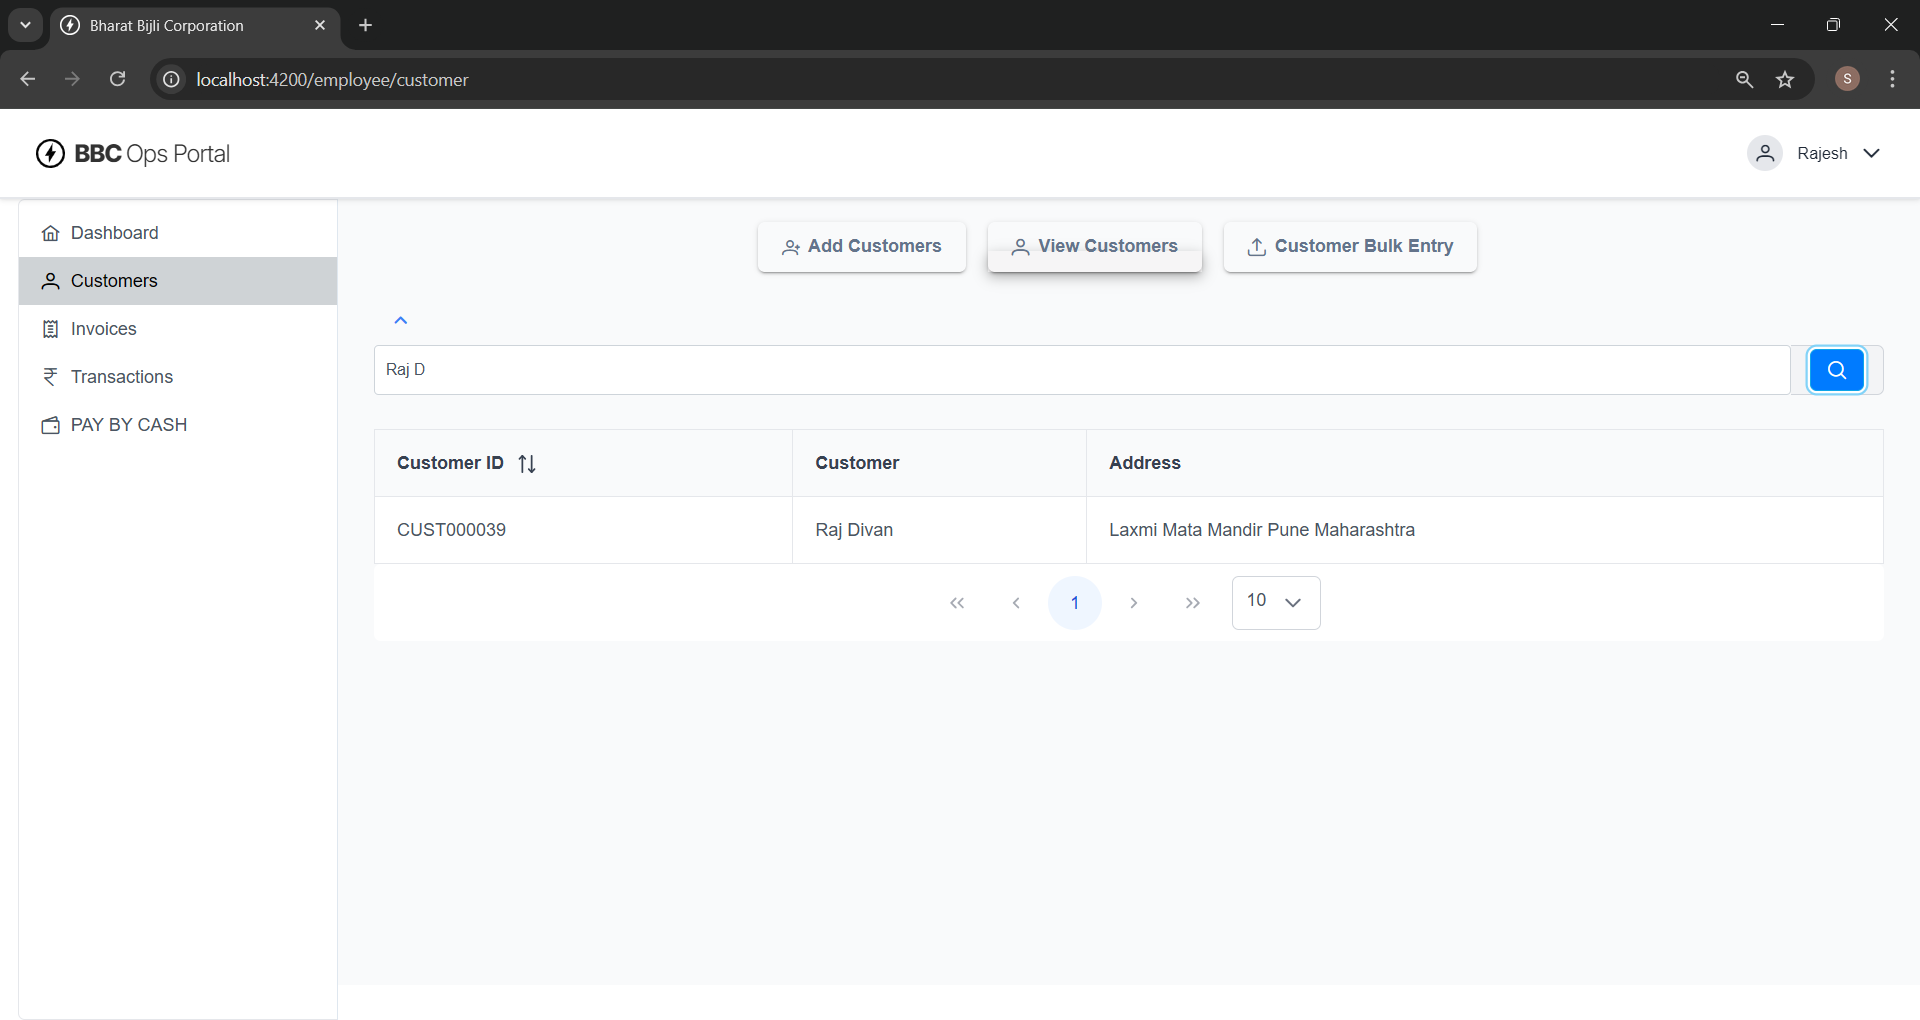 Bharat Bijli Corporation
localhost:4200/employee/customer
S
BBC Ops Portal
Rajesh
Dashboard
Customers
Invoices
Transactions
PAY BY CASH
Add Customers
View Customers
Customer Bulk Entry
Raj D
Customer ID Customer Address
CUST000039 Raj Divan Laxmi Mata Mandir Pune Maharashtra
1 10